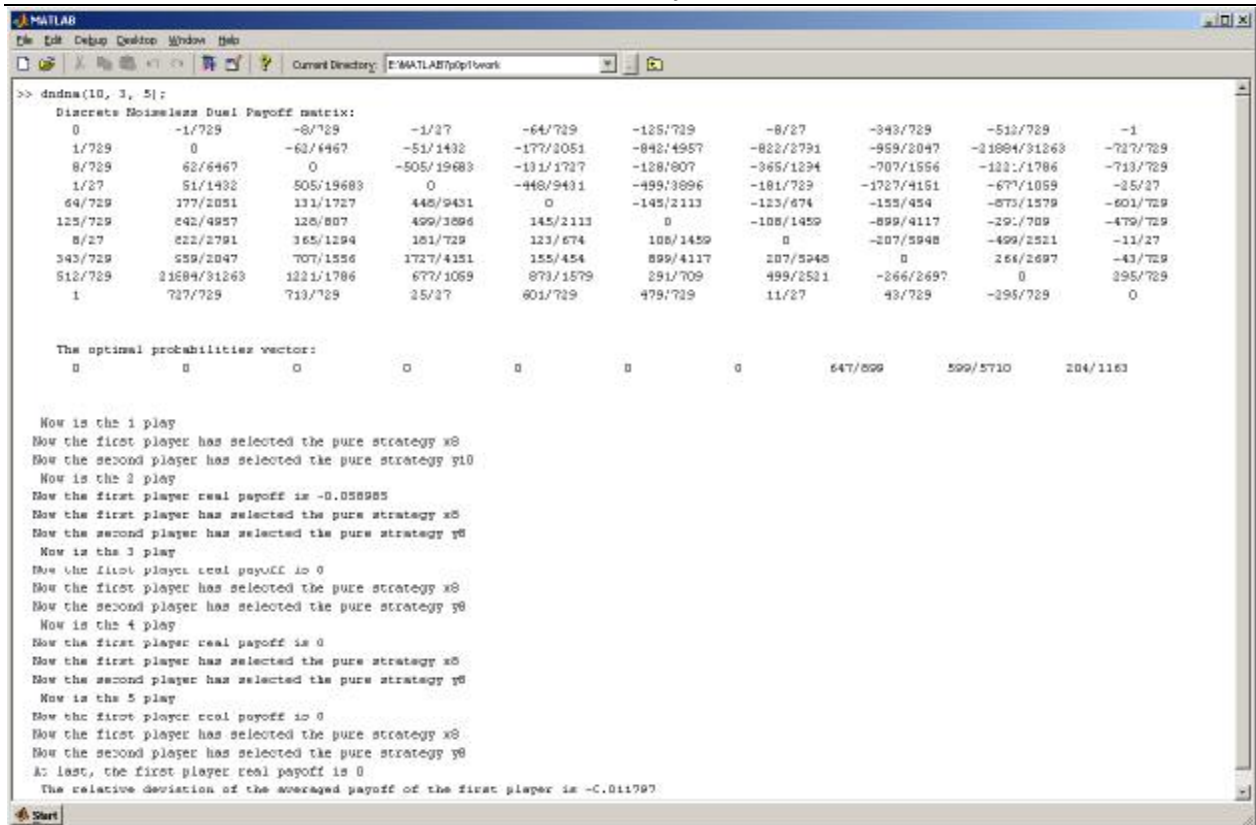 MATLAB
File Edit Debug Desktop Window Help
Current Directory: E:\MATLAB7p0p1\work
>> dndna(10, 3, 5);
Discrete Noiseless Duel Payoff matrix:
0 -1/729 -8/729 -1/27 -64/729 -125/729 -8/27 -343/729 -512/729 -1
1/729 0 -62/6467 -51/1432 -177/2051 -842/4957 -822/2791 -959/2047 -21884/31263 -727/729
8/729 62/6467 0 -505/19683 -131/1727 -128/807 -365/1294 -707/1556 -1221/1786 -713/729
1/27 51/1432 505/19683 0 -448/9431 -499/3896 -181/729 -1727/4151 -677/1059 -25/27
64/729 177/2051 131/1727 448/9431 0 -145/2113 -123/674 -155/454 -873/1579 -601/729
125/729 842/4957 128/807 499/3896 145/2113 0 -108/1459 -899/4117 -291/709 -479/729
8/27 822/2791 365/1294 181/729 123/674 108/1459 0 -207/5948 -499/2521 -11/27
343/729 959/2047 707/1556 1727/4151 155/454 899/4117 207/5948 0 266/2697 -43/729
512/729 21884/31263 1221/1786 677/1059 873/1579 291/709 499/2521 -266/2697 0 295/729
1 727/729 713/729 25/27 601/729 479/729 11/27 43/729 -295/729 0
The optimal probabilities vector:
0 0 0 0 0 0 0 647/899 599/5710 204/1163
Now is the 1 play
Now the first player has selected the pure strategy x8
Now the second player has selected the pure strategy y10
Now is the 2 play
Now the first player real payoff is -0.058985
Now the first player has selected the pure strategy x8
Now the second player has selected the pure strategy y8
Now is the 3 play
Now the first player real payoff is 0
Now the first player has selected the pure strategy x8
Now the second player has selected the pure strategy y8
Now is the 4 play
Now the first player real payoff is 0
Now the first player has selected the pure strategy x8
Now the second player has selected the pure strategy y8
Now is the 5 play
Now the first player real payoff is 0
Now the first player has selected the pure strategy x8
Now the second player has selected the pure strategy y8
At last, the first player real payoff is 0
The relative deviation of the averaged payoff of the first player is -0.011797
Start